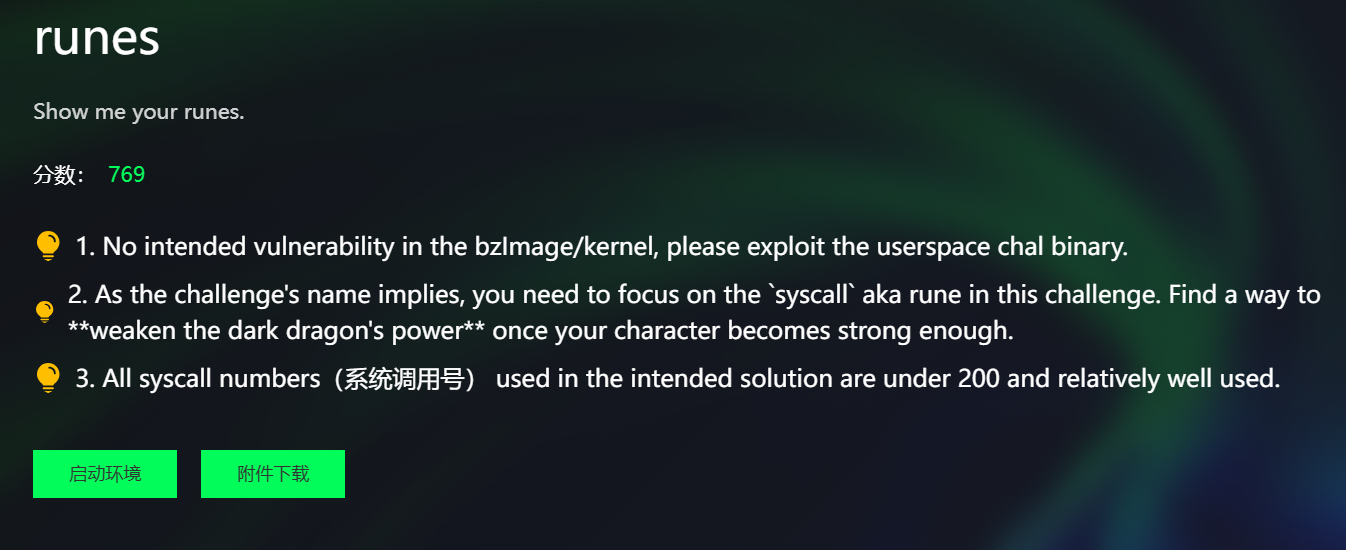 runes
Show me your runes.
分数： 769
1. No intended vulnerability in the bzImage/kernel, please exploit the userspace chal binary.
2. As the challenge's name implies, you need to focus on the `syscall` aka rune in this challenge. Find a way to
**weaken the dark dragon's power** once your character becomes strong enough.
3. All syscall numbers（系统调用号） used in the intended solution are under 200 and relatively well used.
启动环境 附件下载